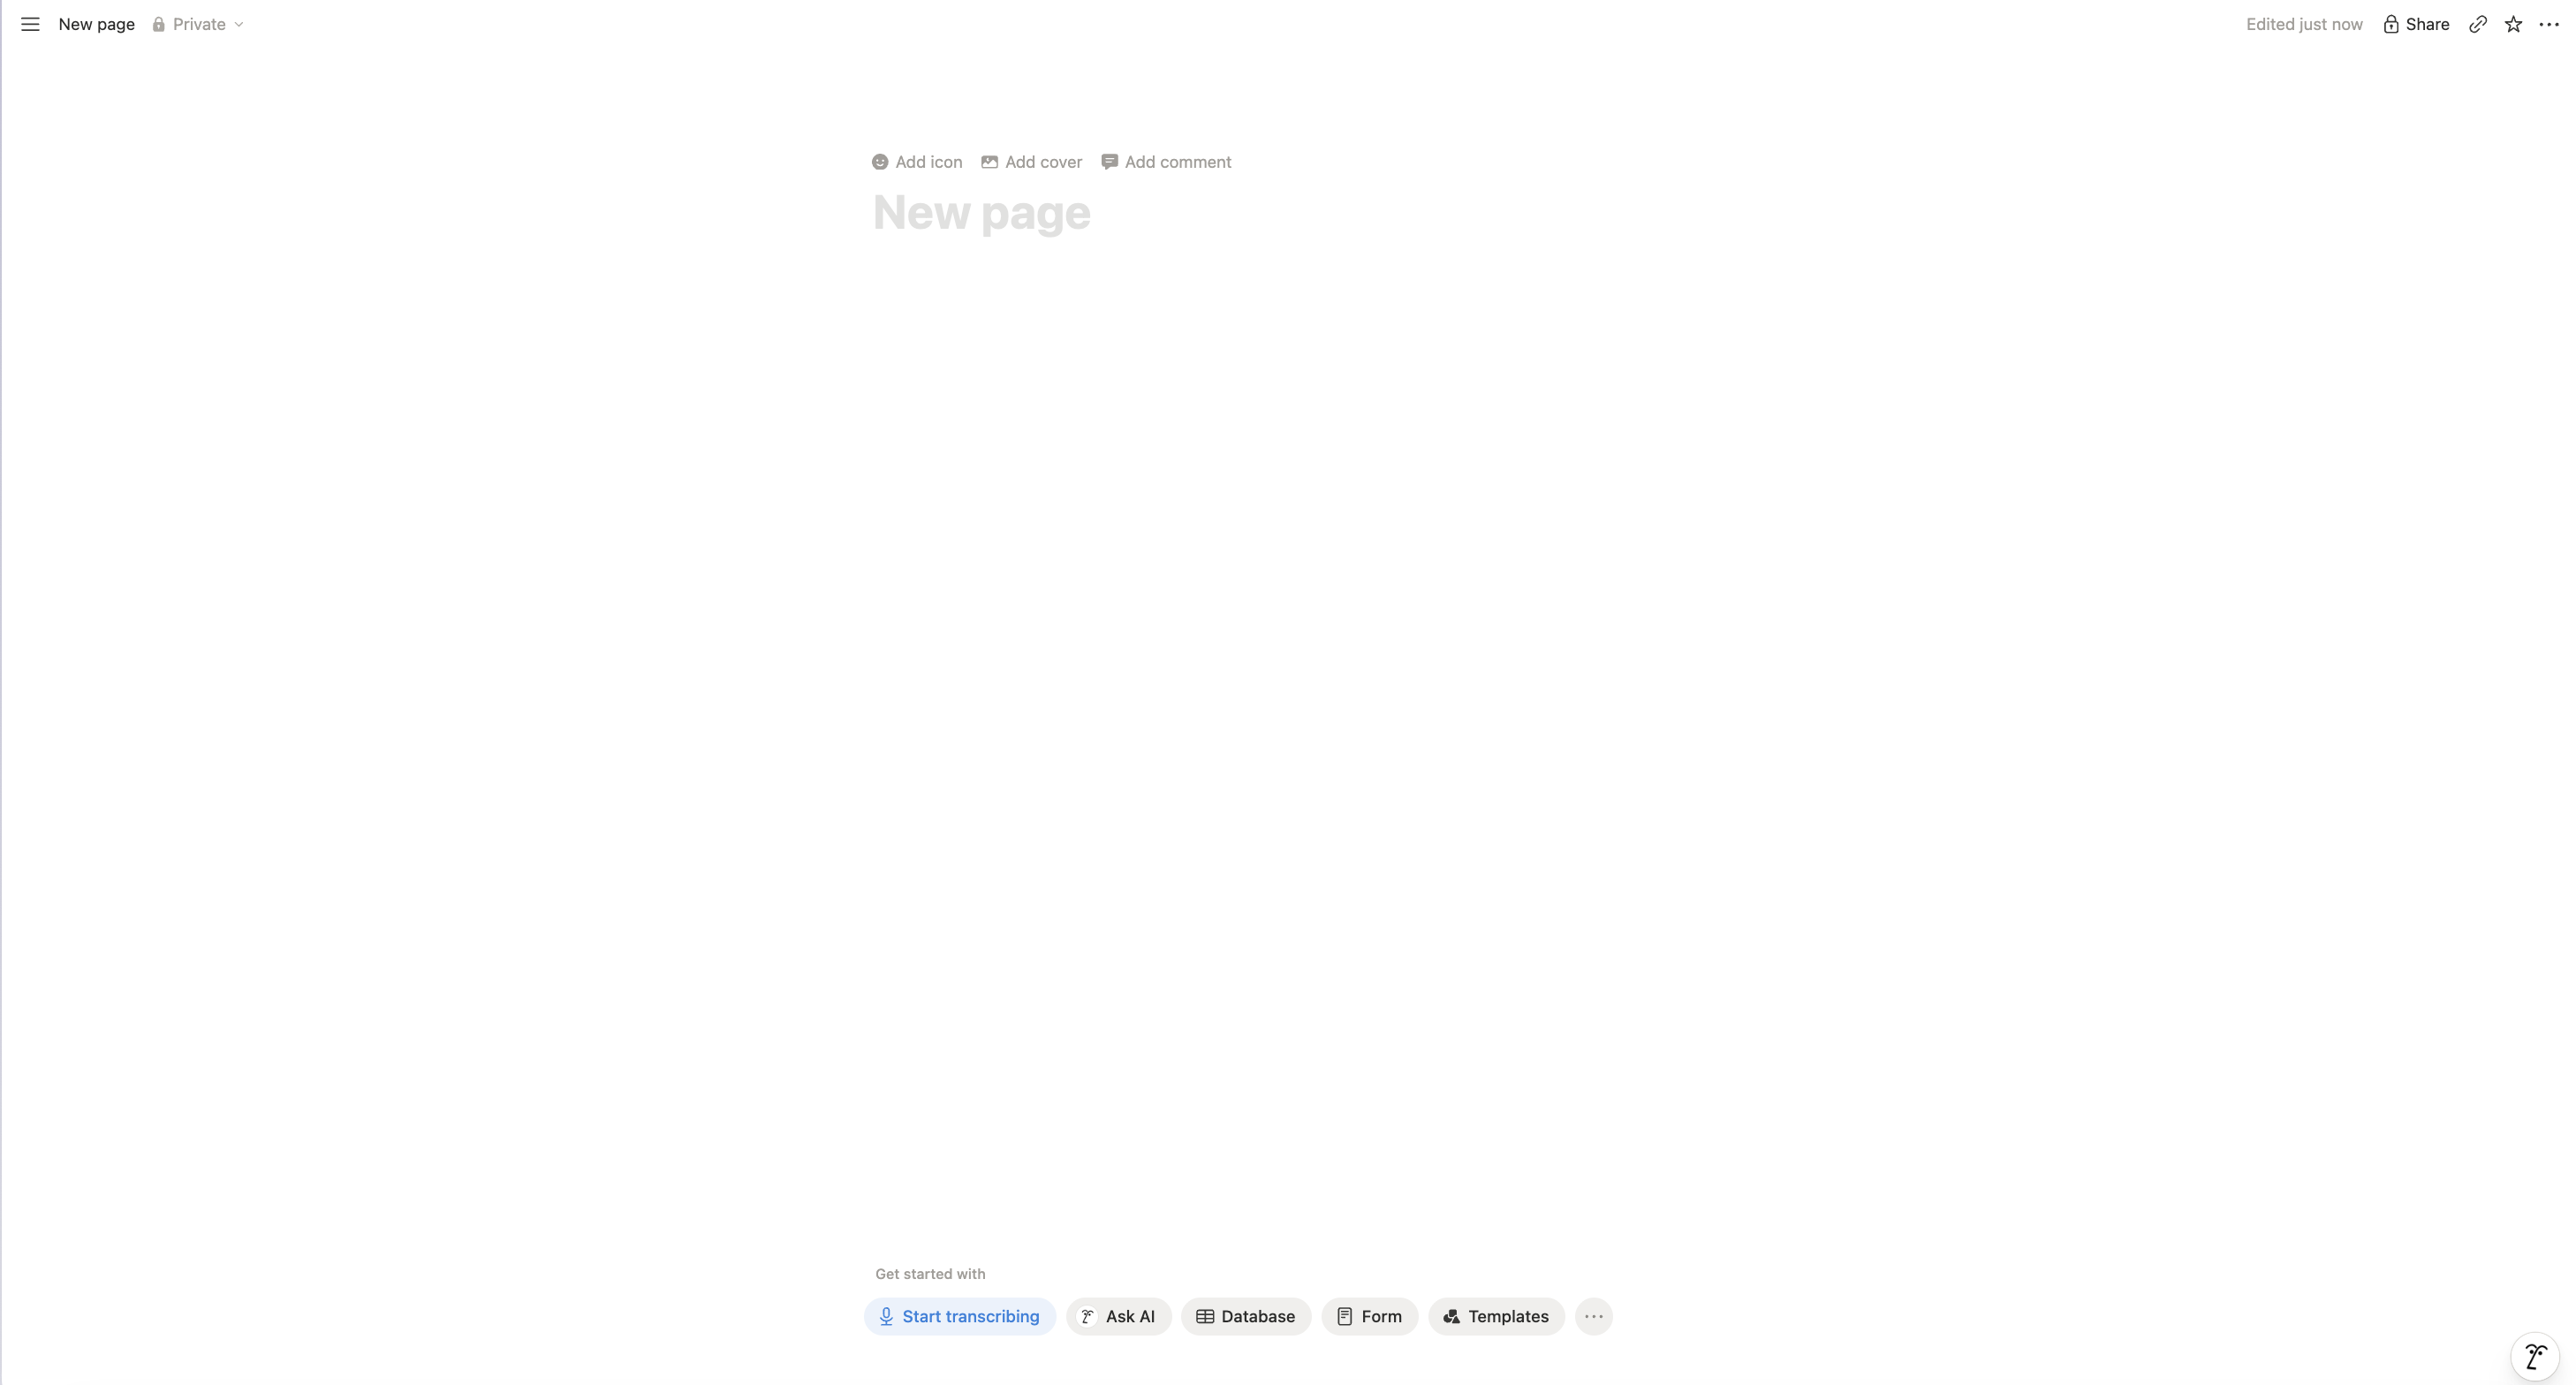 New page Private Edited just now Share
Add icon Add cover Add comment
New page
Get started with
Start transcribing Ask AI Database Form Templates